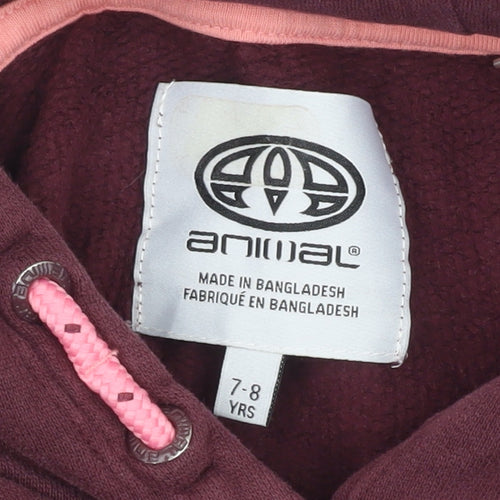 animal®
MADE IN BANGLADESH
FABRIQUÉ EN BANGLADESH
7-8
YRS